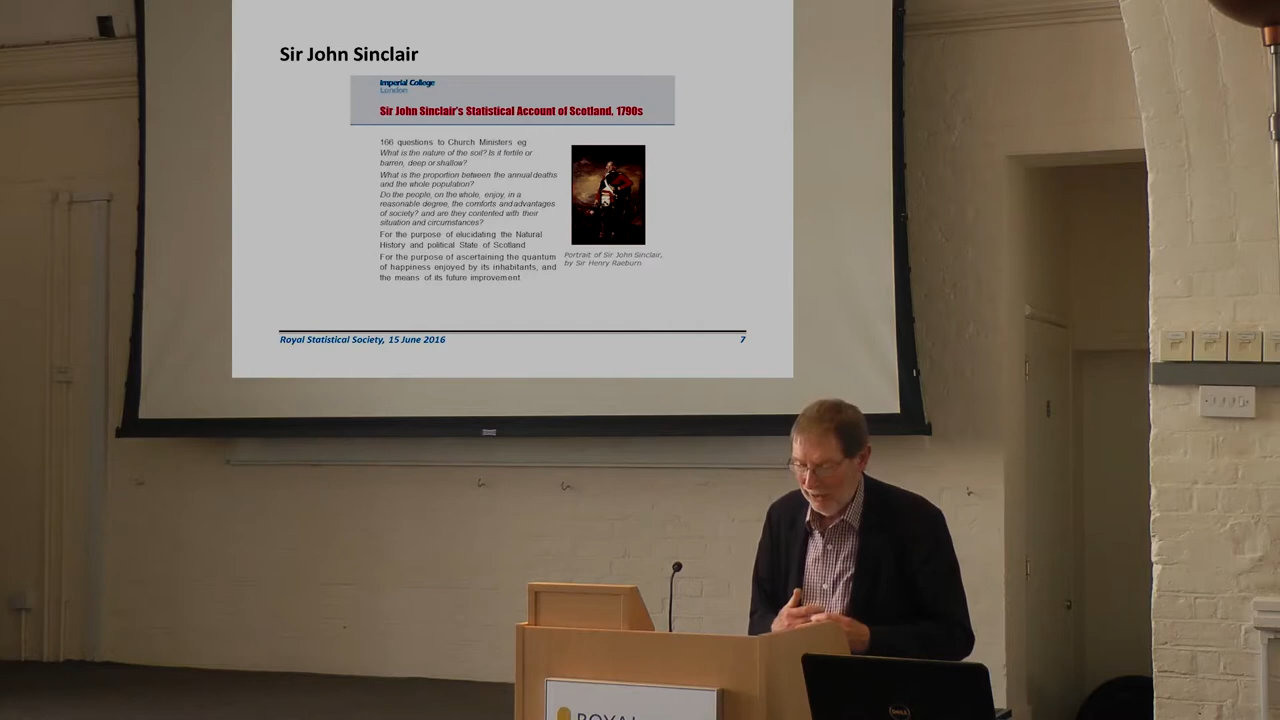 Sir John Sinclair
Imperial College
London
Sir John Sinclair's Statistical Account of Scotland. 1790s
166 questions to Church Ministers eg
What is the nature of the soil? Is it fertile or
barren, deep or shallow?
What is the proportion between the annual deaths
and the whole population?
Do the people, on the whole, enjoy, in a
reasonable degree, the comforts and advantages
of society? and are they contented with their
situation and circumstances?
For the purpose of elucidating the Natural
History and political State of Scotland
For the purpose of ascertaining the quantum
of happiness enjoyed by its inhabitants, and
the means of its future improvement
Portrait of Sir John Sinclair,
by Sir Henry Raeburn
Royal Statistical Society, 15 June 2016 7
ROYAL
DELL